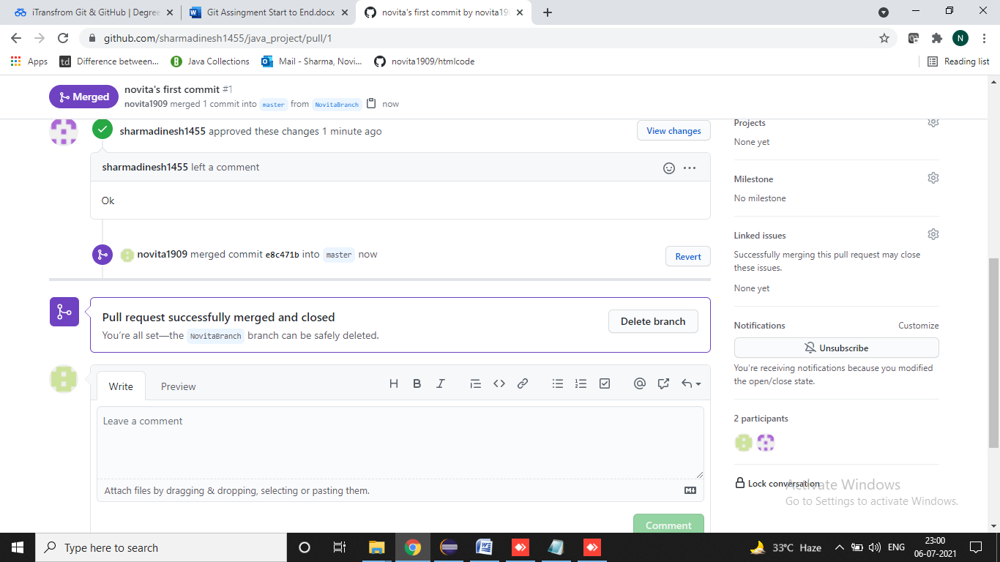 iTransfrom Git & GitHub | Degree
Git Assingment Start to End.docx
novita's first commit by novita19
github.com/sharmadinesh1455/java_project/pull/1
N
Apps
td
Difference between...
Java Collections
Mail - Sharma, Novi...
novita1909/htmlcode
Reading list
Merged
novita's first commit #1
novita1909 merged 1 commit into master from NovitaBranch now
sharmadinesh1455 approved these changes 1 minute ago
View changes
sharmadinesh1455 left a comment
Ok
novita1909 merged commit e8c471b into master now
Revert
Pull request successfully merged and closed
You're all set—the NovitaBranch branch can be safely deleted.
Delete branch
Write
Preview
Leave a comment
Attach files by dragging & dropping, selecting or pasting them.
Comment
Projects
None yet
Milestone
No milestone
Linked issues
Successfully merging this pull request may close
these issues.
None yet
Notifications
Customize
Unsubscribe
You're receiving notifications because you modified
the open/close state.
2 participants
Lock conversation
Activate Windows
Go to Settings to activate Windows.
Type here to search
33°C Haze
ENG
23:00
06-07-2021